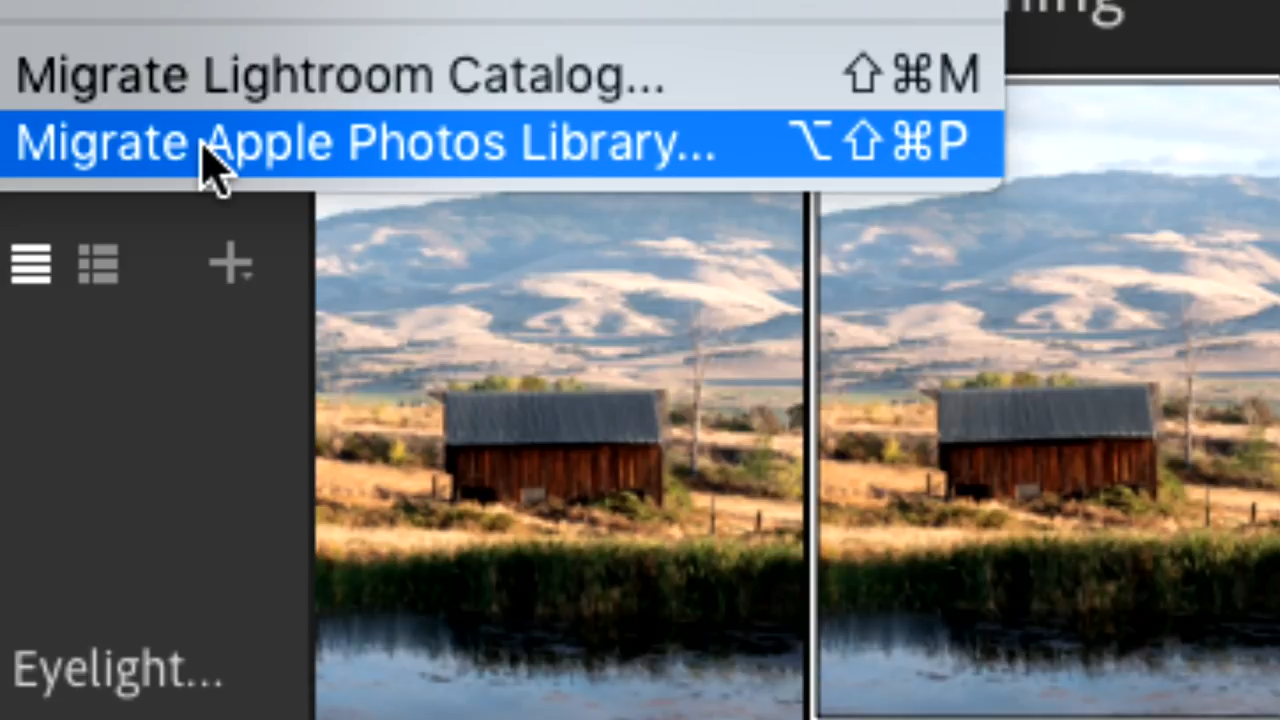 Migrate Lightroom Catalog... ⇧⌘M
Migrate Apple Photos Library... ⌥⇧⌘P
Eyelight...